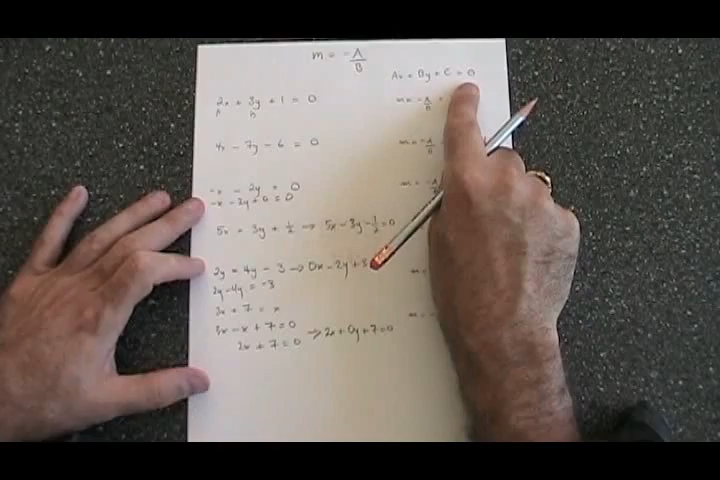 m = -A/B
Ax + By + C = 0
2x + 3y + 1 = 0
A B
m = -A/B =
4x - 7y - 6 = 0
m = -A/B
-x - 2y = 0
-x - 2y + 0 = 0
m = -A/B
5x = 3y + 1/2 → 5x - 3y - 1/2 = 0
2y = 4y - 3 → 0x - 2y + 3
2y - 4y = -3
m =
3x + 7 = x
3x - x + 7 = 0
2x + 7 = 0 → 2x + 0y + 7 = 0
m = -